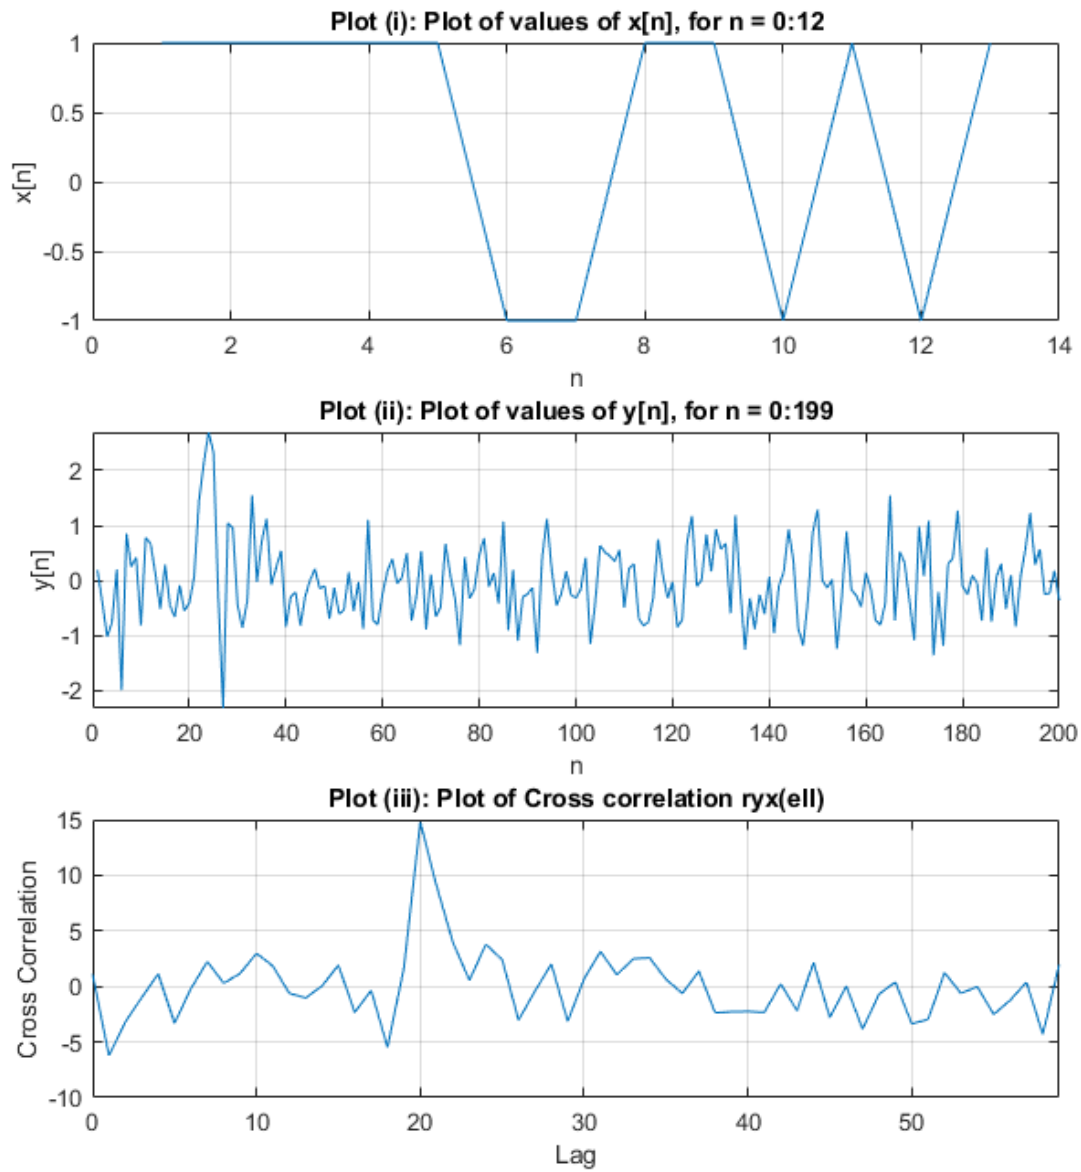 Plot (i): Plot of values of x[n], for n = 0:12
1
0.5
0
-0.5
-1
x[n]
0 2 4 6 8 10 12 14
n
Plot (ii): Plot of values of y[n], for n = 0:199
2
1
0
-1
-2
y[n]
0 20 40 60 80 100 120 140 160 180 200
n
Plot (iii): Plot of Cross correlation ryx(ell)
15
10
5
0
-5
-10
Cross Correlation
0 10 20 30 40 50
Lag